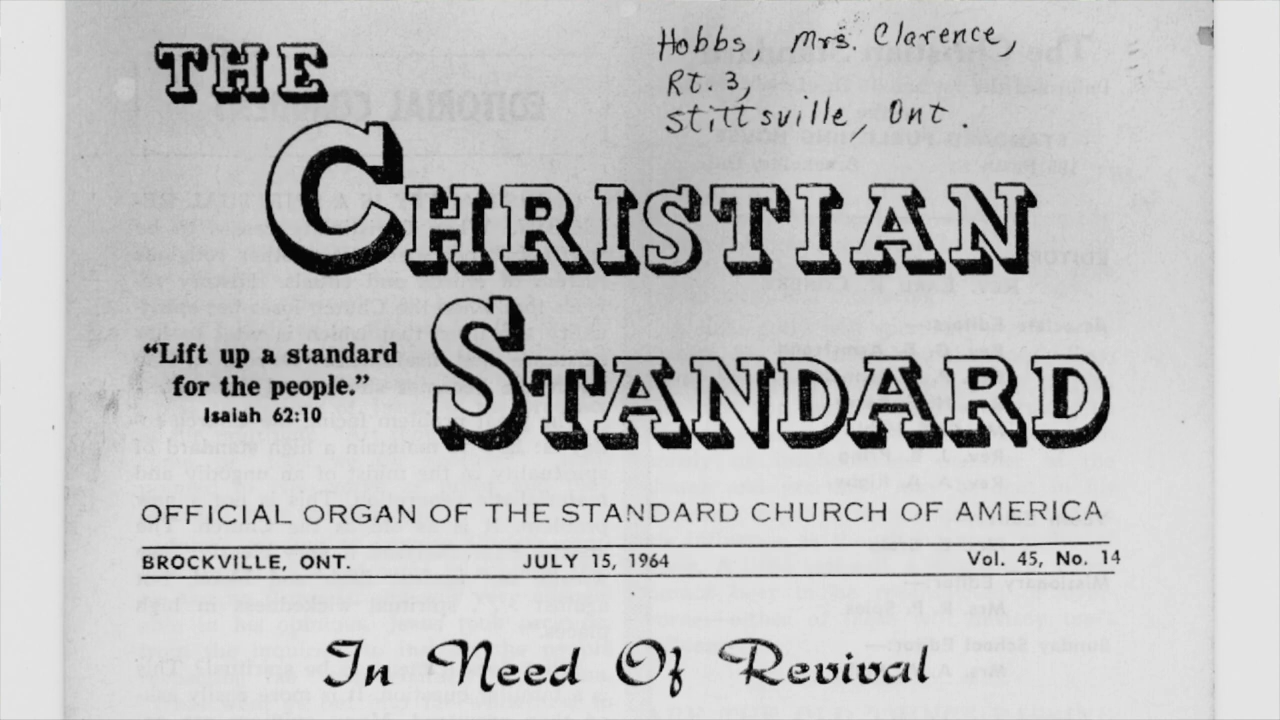 THE
Hobbs, Mrs. Clarence,
Rt. 3,
Stittsville, Ont.
CHRISTIAN
STANDARD
“Lift up a standard
for the people.”
Isaiah 62:10
OFFICIAL ORGAN OF THE STANDARD CHURCH OF AMERICA
BROCKVILLE, ONT. JULY 15, 1964 Vol. 45, No. 14
In Need Of Revival